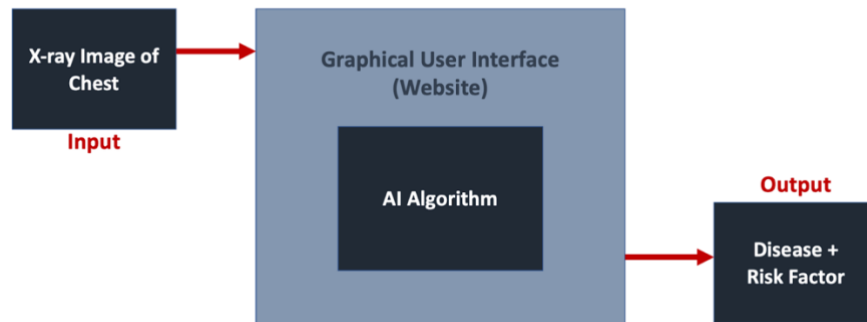 X-ray Image of
Chest
Input
Graphical User Interface
(Website)
AI Algorithm
Output
Disease +
Risk Factor